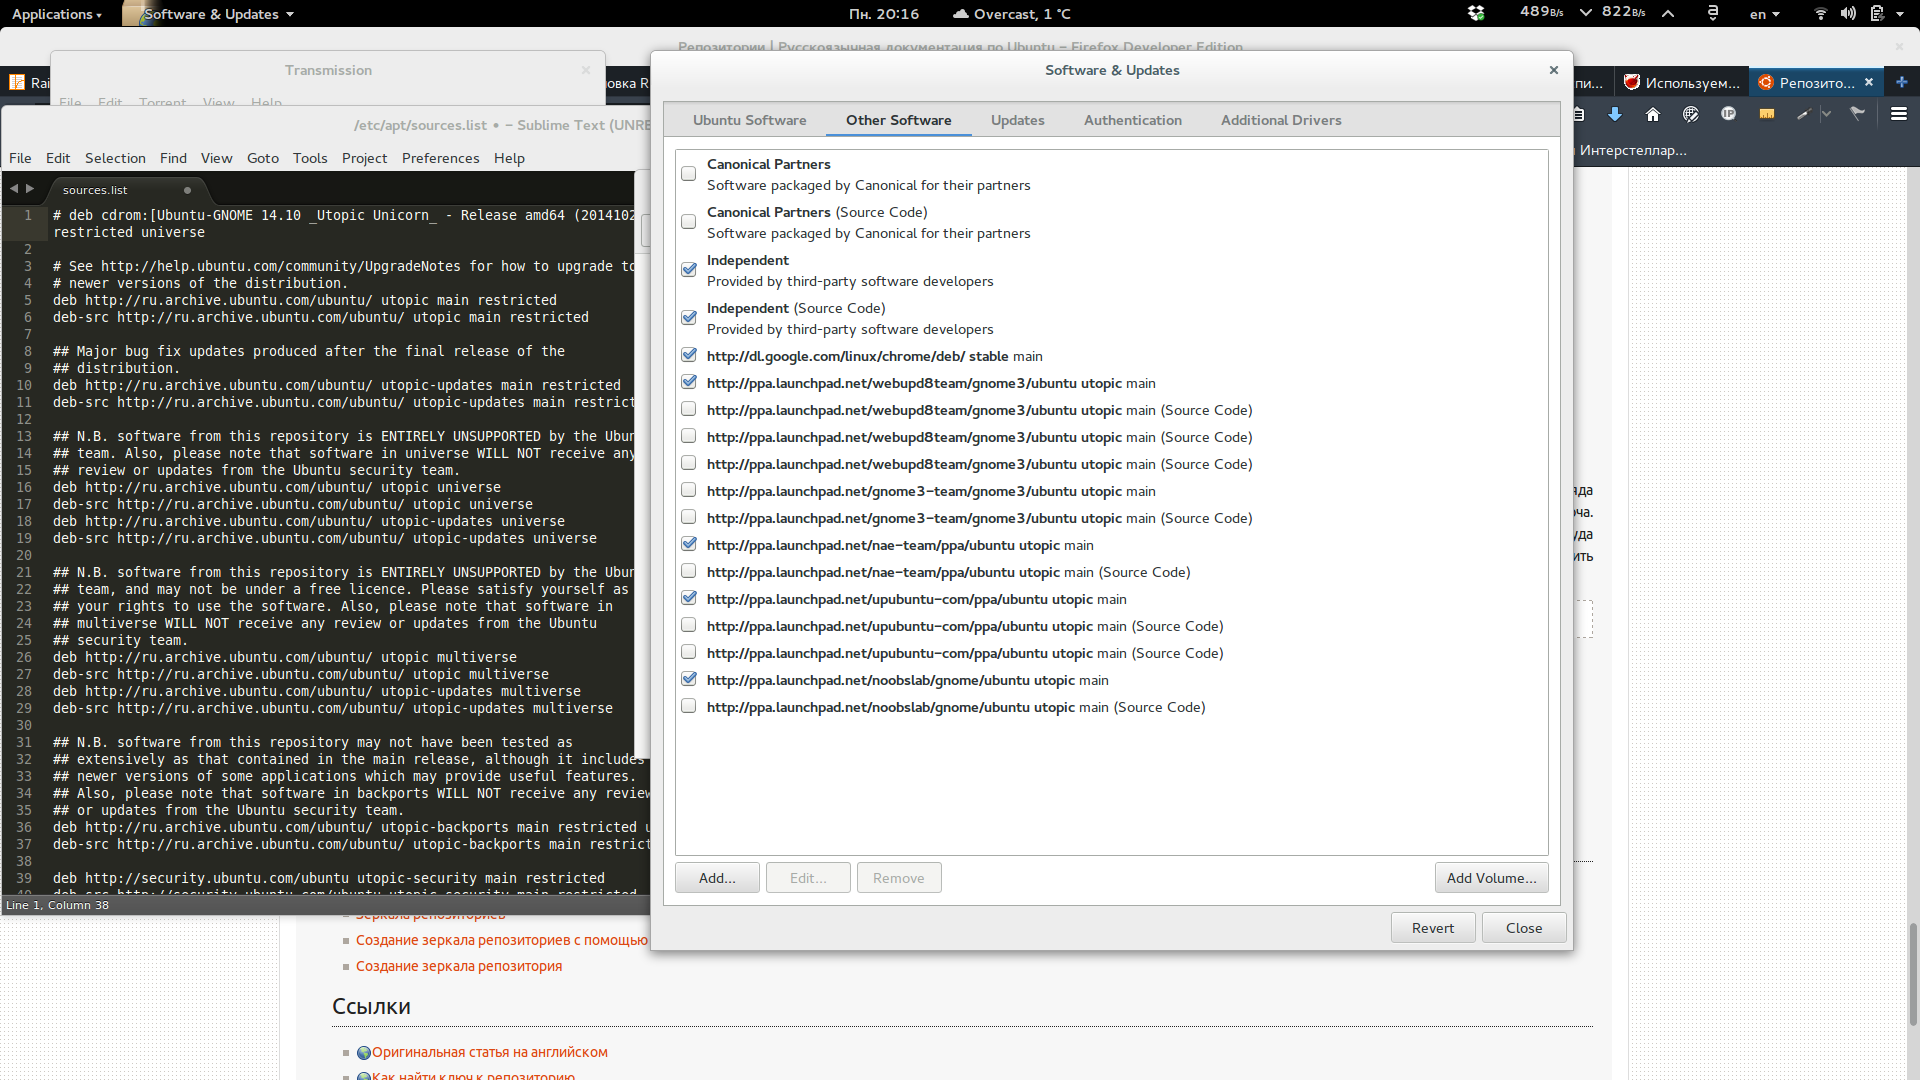 Applications
Software & Updates
Пн. 20:16
Overcast, 1 °C
489B/s
822B/s
en
Репозитории | Русскоязычная документация по Ubuntu – Firefox Developer Edition
Rai
овка R
пи...
Используем...
Репозито...
Интерстеллар...
Transmission
File Edit Torrent View Help
/etc/apt/sources.list • – Sublime Text (UNRE
File Edit Selection Find View Goto Tools Project Preferences Help
sources.list
1 # deb cdrom:[Ubuntu-GNOME 14.10 _Utopic Unicorn_ - Release amd64 (2014102
restricted universe
2
3 # See http://help.ubuntu.com/community/UpgradeNotes for how to upgrade to
4 # newer versions of the distribution.
5 deb http://ru.archive.ubuntu.com/ubuntu/ utopic main restricted
6 deb-src http://ru.archive.ubuntu.com/ubuntu/ utopic main restricted
7
8 ## Major bug fix updates produced after the final release of the
9 ## distribution.
10 deb http://ru.archive.ubuntu.com/ubuntu/ utopic-updates main restricted
11 deb-src http://ru.archive.ubuntu.com/ubuntu/ utopic-updates main restrict
12
13 ## N.B. software from this repository is ENTIRELY UNSUPPORTED by the Ubun
14 ## team. Also, please note that software in universe WILL NOT receive any
15 ## review or updates from the Ubuntu security team.
16 deb http://ru.archive.ubuntu.com/ubuntu/ utopic universe
17 deb-src http://ru.archive.ubuntu.com/ubuntu/ utopic universe
18 deb http://ru.archive.ubuntu.com/ubuntu/ utopic-updates universe
19 deb-src http://ru.archive.ubuntu.com/ubuntu/ utopic-updates universe
20
21 ## N.B. software from this repository is ENTIRELY UNSUPPORTED by the Ubun
22 ## team, and may not be under a free licence. Please satisfy yourself as
23 ## your rights to use the software. Also, please note that software in
24 ## multiverse WILL NOT receive any review or updates from the Ubuntu
25 ## security team.
26 deb http://ru.archive.ubuntu.com/ubuntu/ utopic multiverse
27 deb-src http://ru.archive.ubuntu.com/ubuntu/ utopic multiverse
28 deb http://ru.archive.ubuntu.com/ubuntu/ utopic-updates multiverse
29 deb-src http://ru.archive.ubuntu.com/ubuntu/ utopic-updates multiverse
30
31 ## N.B. software from this repository may not have been tested as
32 ## extensively as that contained in the main release, although it includes
33 ## newer versions of some applications which may provide useful features.
34 ## Also, please note that software in backports WILL NOT receive any review
35 ## or updates from the Ubuntu security team.
36 deb http://ru.archive.ubuntu.com/ubuntu/ utopic-backports main restricted u
37 deb-src http://ru.archive.ubuntu.com/ubuntu/ utopic-backports main restrict
38
39 deb http://security.ubuntu.com/ubuntu utopic-security main restricted
40 deb-src http://security.ubuntu.com/ubuntu utopic-security main restricted
Line 1, Column 38
Software & Updates
Ubuntu Software
Other Software
Updates
Authentication
Additional Drivers
Canonical Partners
Software packaged by Canonical for their partners
Canonical Partners (Source Code)
Software packaged by Canonical for their partners
Independent
Provided by third-party software developers
Independent (Source Code)
Provided by third-party software developers
http://dl.google.com/linux/chrome/deb/ stable main
http://ppa.launchpad.net/webupd8team/gnome3/ubuntu utopic main
http://ppa.launchpad.net/webupd8team/gnome3/ubuntu utopic main (Source Code)
http://ppa.launchpad.net/webupd8team/gnome3/ubuntu utopic main (Source Code)
http://ppa.launchpad.net/webupd8team/gnome3/ubuntu utopic main (Source Code)
http://ppa.launchpad.net/gnome3-team/gnome3/ubuntu utopic main
http://ppa.launchpad.net/gnome3-team/gnome3/ubuntu utopic main (Source Code)
http://ppa.launchpad.net/nae-team/ppa/ubuntu utopic main
http://ppa.launchpad.net/nae-team/ppa/ubuntu utopic main (Source Code)
http://ppa.launchpad.net/upubuntu-com/ppa/ubuntu utopic main
http://ppa.launchpad.net/upubuntu-com/ppa/ubuntu utopic main (Source Code)
http://ppa.launchpad.net/upubuntu-com/ppa/ubuntu utopic main (Source Code)
http://ppa.launchpad.net/noobslab/gnome/ubuntu utopic main
http://ppa.launchpad.net/noobslab/gnome/ubuntu utopic main (Source Code)
Add...
Edit...
Remove
Add Volume...
Revert
Close
яда
ча.
уда
ить
Зеркала репозиториев
Создание зеркала репозиториев с помощью
Создание зеркала репозитория
Ссылки
Оригинальная статья на английском
Как найти ключ к репозиторию